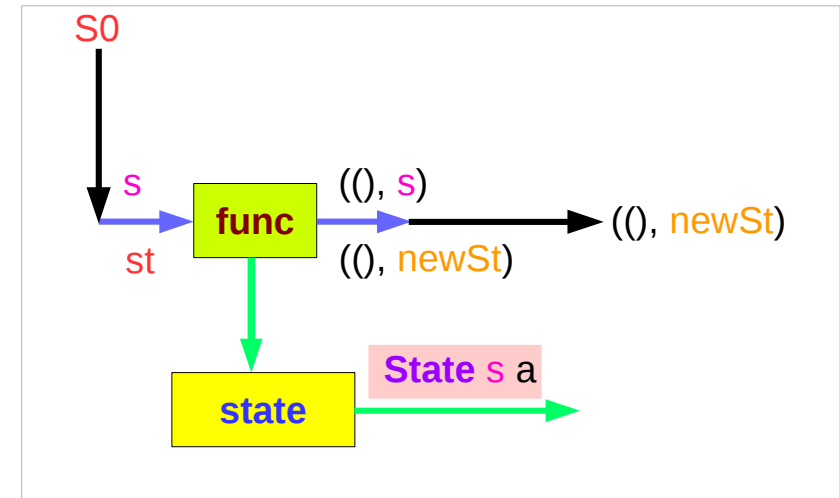 S0
s
((), s)
func
((), newSt)
st
((), newSt)
State s a
state